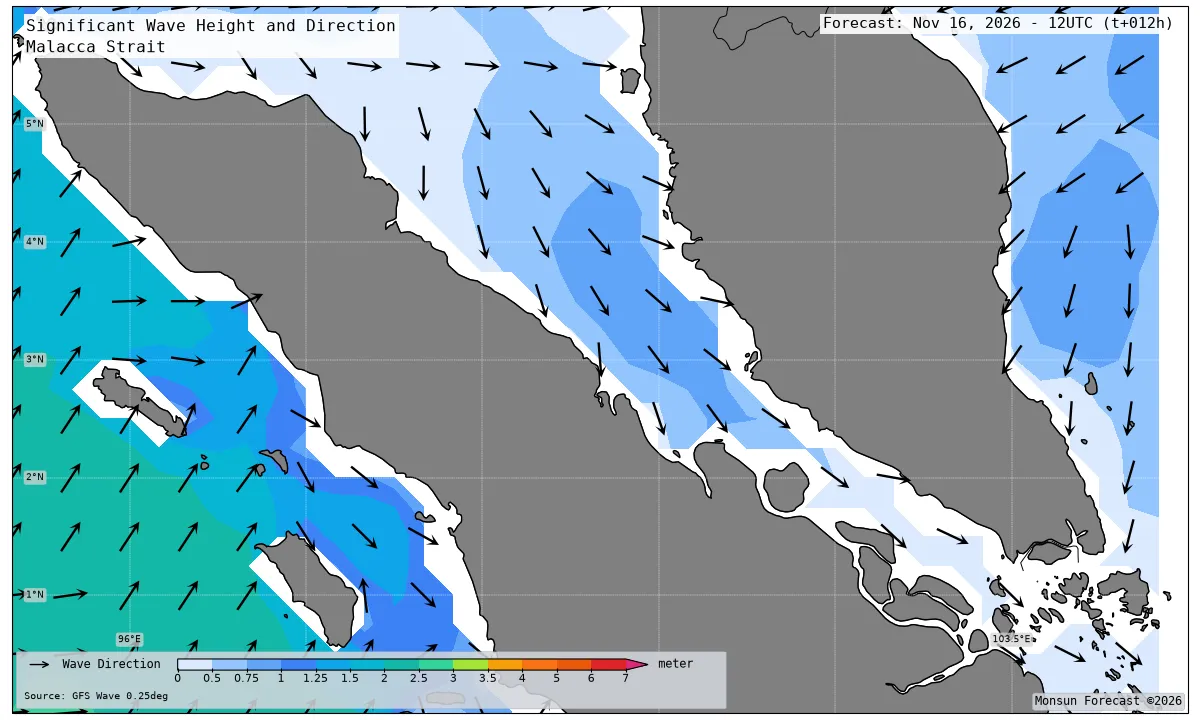 Significant Wave Height and Direction
Malacca Strait
Forecast: Nov 16, 2026 - 12UTC (t+012h)
5°N
4°N
3°N
2°N
1°N
96°E
103.5°E
Wave Direction
meter
0 0.5 0.75 1 1.25 1.5 2 2.5 3 3.5 4 5 6 7
Source: GFS Wave 0.25deg
Monsun Forecast ©2026